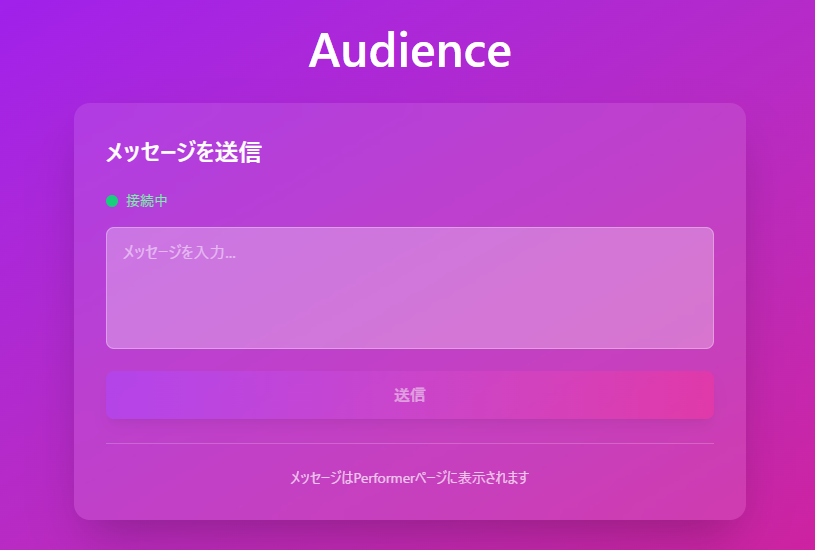 Audience
メッセージを送信
接続中
メッセージを入力...
送信
メッセージはPerformerページに表示されます